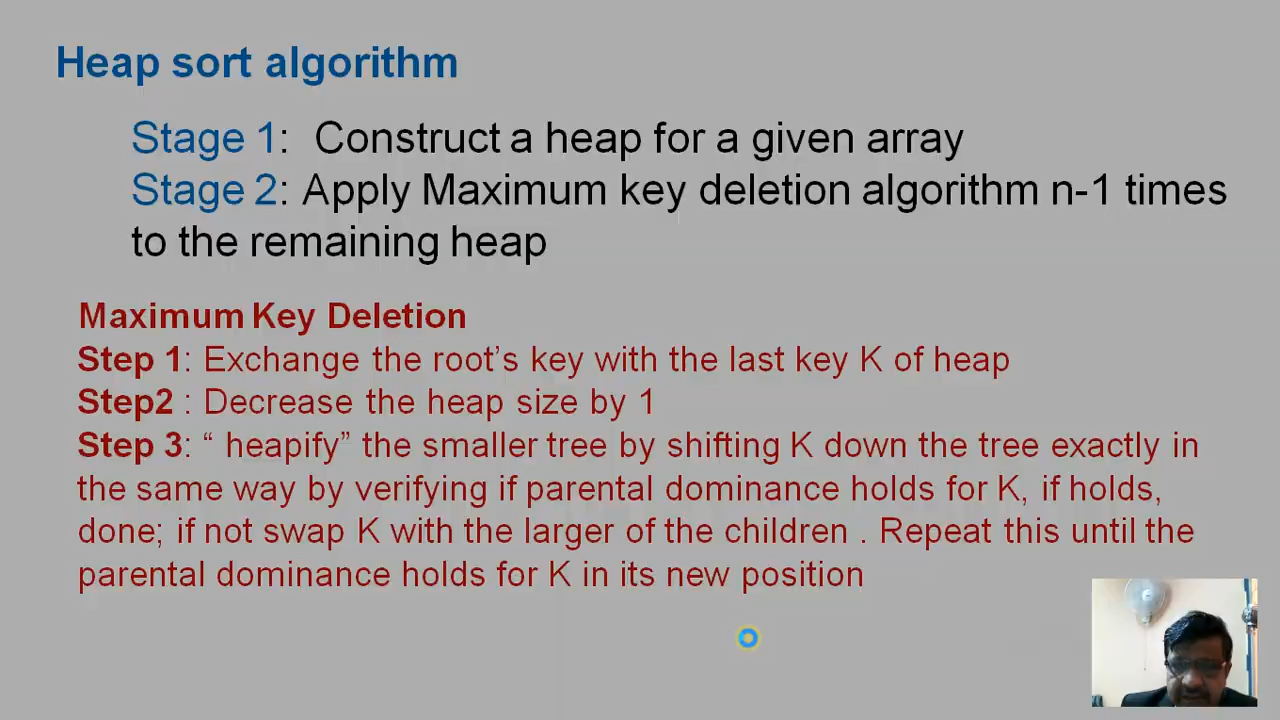 Heap sort algorithm
Stage 1:  Construct a heap for a given array
Stage 2: Apply Maximum key deletion algorithm n-1 times
to the remaining heap
Maximum Key Deletion
Step 1: Exchange the root’s key with the last key K of heap
Step2 : Decrease the heap size by 1
Step 3: “ heapify” the smaller tree by shifting K down the tree exactly in
the same way by verifying if parental dominance holds for K, if holds,
done; if not swap K with the larger of the children . Repeat this until the
parental dominance holds for K in its new position